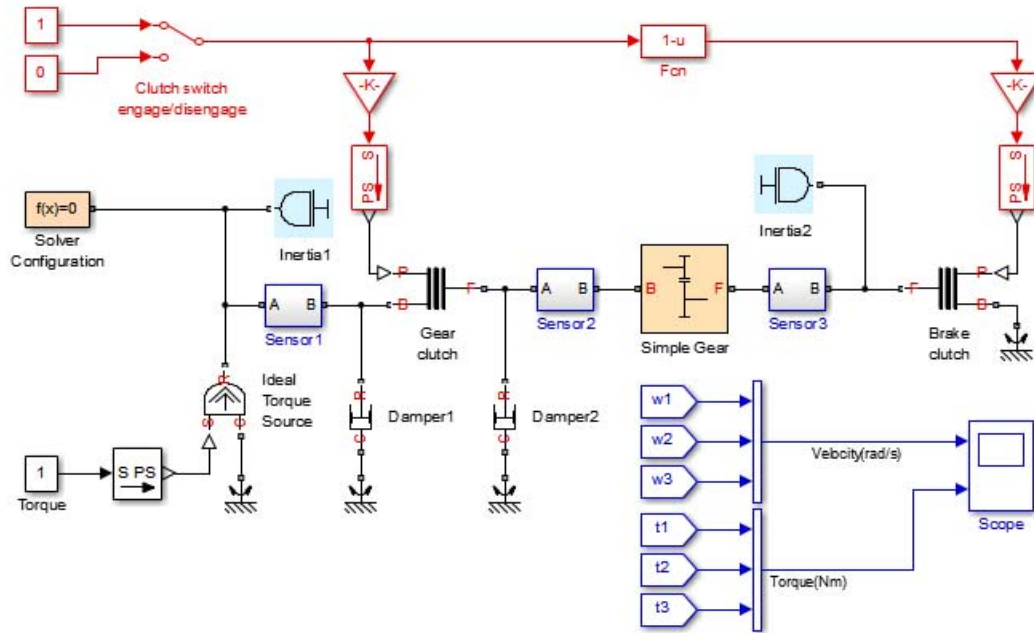 1
0
Clutch switch
engage/disengage
1-u
Fcn
-K-
-K-
S
PS
S
PS
f(x)=0
Solver
Configuration
Inertia1
Inertia2
A B
Sensor1
P
B
F
Gear
clutch
A B
Sensor2
B
F
Simple Gear
A B
Sensor3
F
P
B
Brake
clutch
R
S
C
Ideal
Torque
Source
R
C
Damper1
R
C
Damper2
1
Torque
S PS
w1
w2
w3
Velocity(rad/s)
t1
t2
t3
Torque(Nm)
Scope